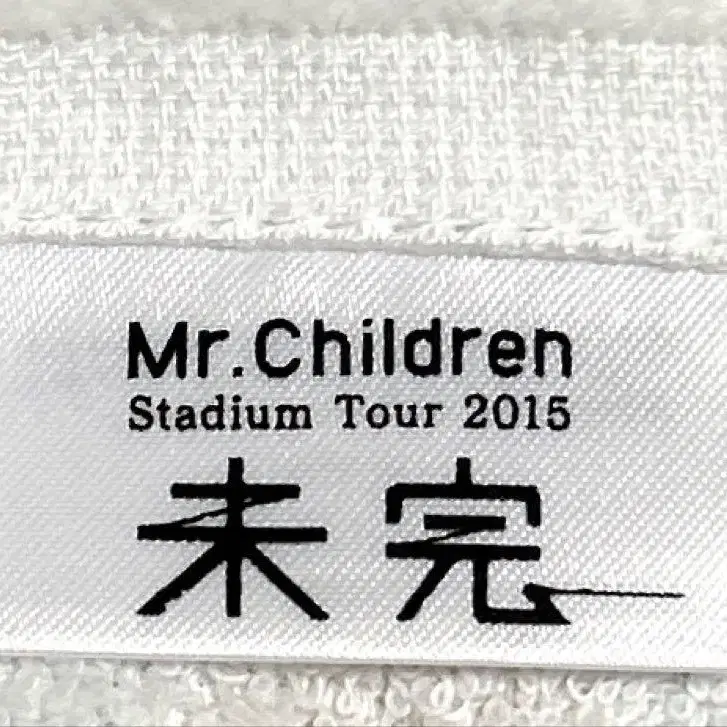 Mr.Children
Stadium Tour 2015
未完